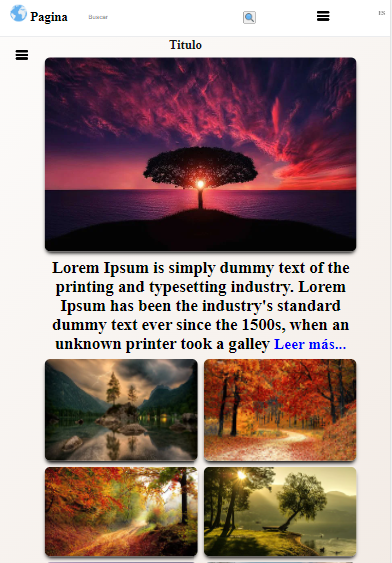 Pagina
Buscar
ES
Titulo
Lorem Ipsum is simply dummy text of the
printing and typesetting industry. Lorem
Ipsum has been the industry's standard
dummy text ever since the 1500s, when an
unknown printer took a galley Leer más...